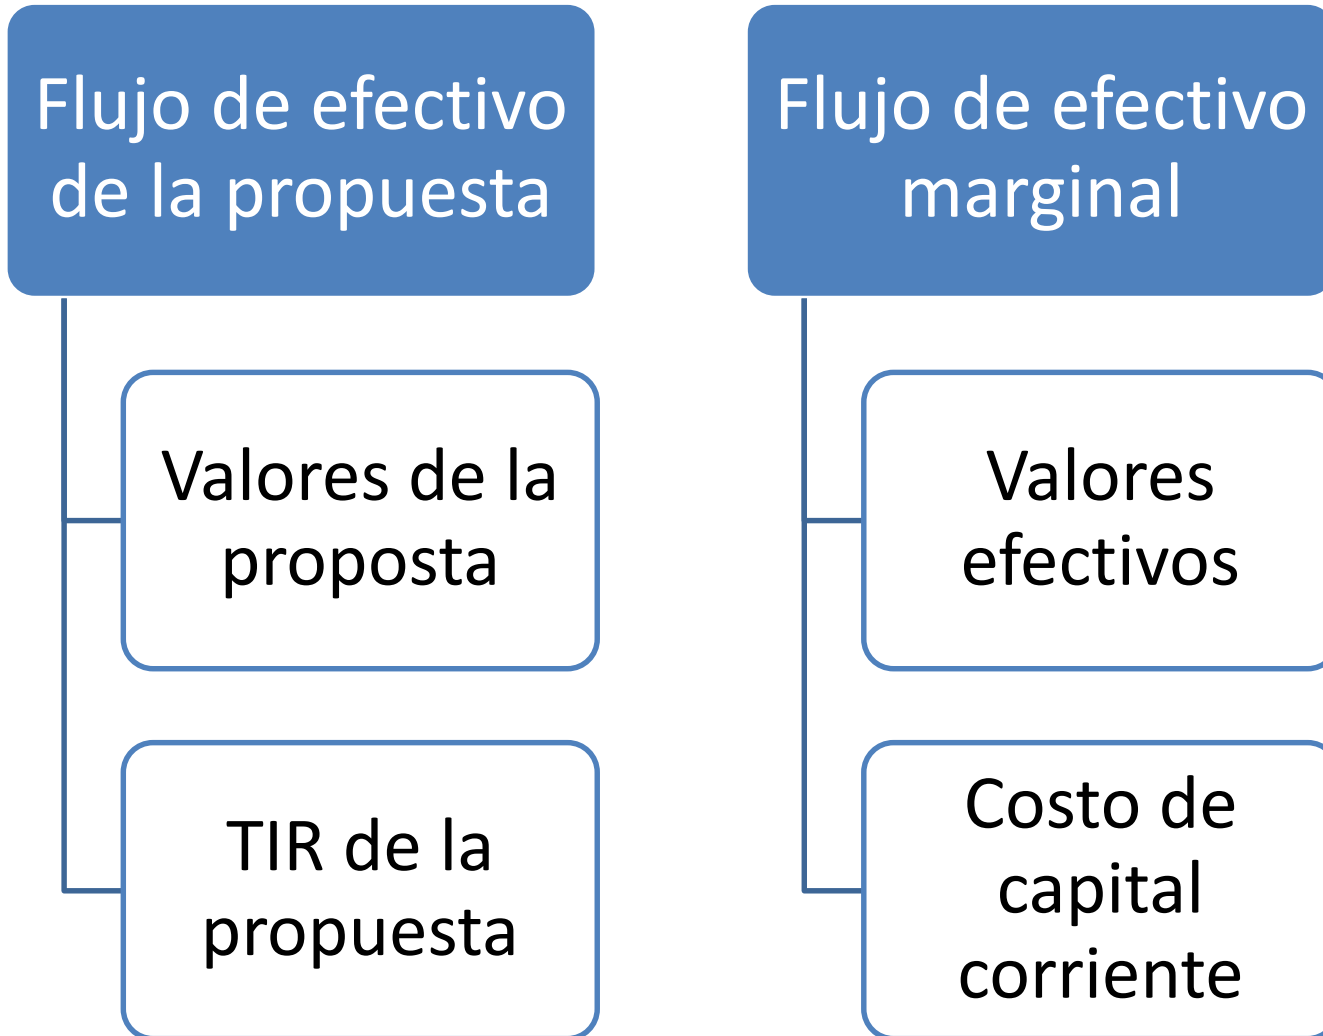 Flujo de efectivo
de la propuesta
Valores de la
proposta
TIR de la
propuesta
Flujo de efectivo
marginal
Valores
efectivos
Costo de
capital
corriente